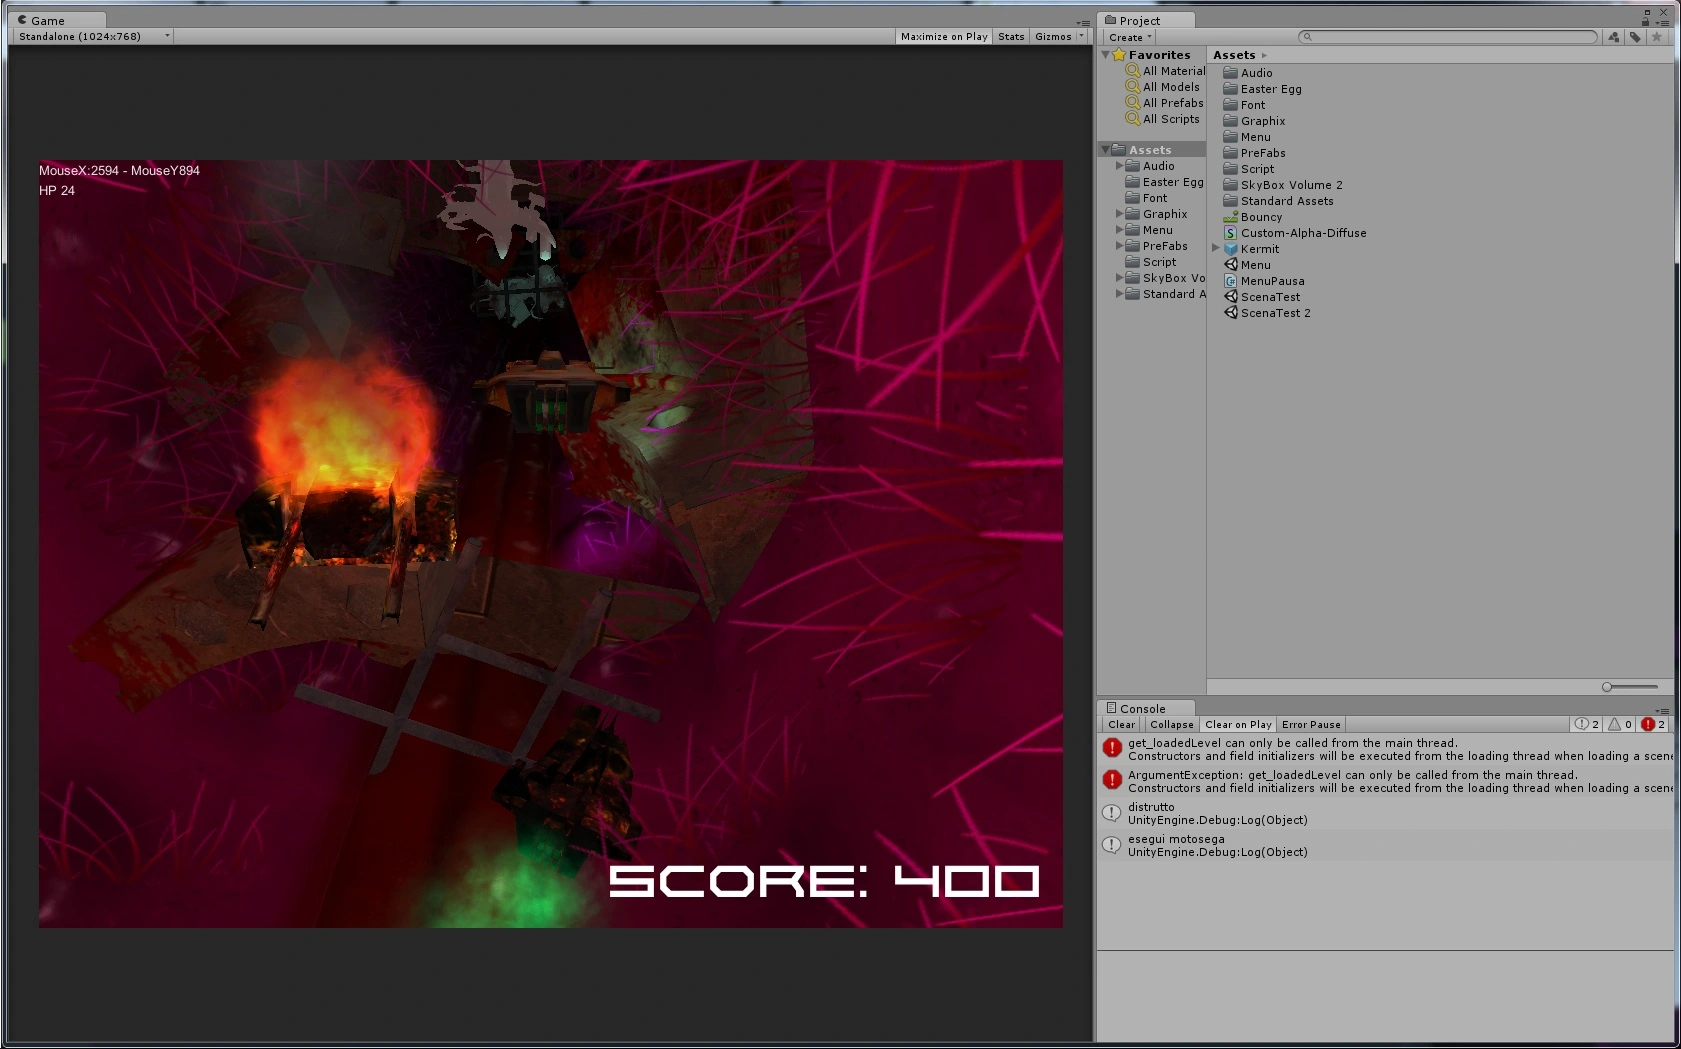 Game
Standalone (1024x768)
Maximize on Play
Stats
Gizmos
MouseX:2594 - MouseY894
HP 24
SCORE: 400
Project
Create
Favorites
All Material
All Models
All Prefabs
All Scripts
Assets
Audio
Easter Egg
Font
Graphix
Menu
PreFabs
Script
SkyBox Vo
Standard A
Assets
Audio
Easter Egg
Font
Graphix
Menu
PreFabs
Script
SkyBox Volume 2
Standard Assets
Bouncy
Custom-Alpha-Diffuse
Kermit
Menu
MenuPausa
ScenaTest
ScenaTest 2
Console
Clear
Collapse
Clear on Play
Error Pause
2
0
2
get_loadedLevel can only be called from the main thread.
Constructors and field initializers will be executed from the loading thread when loading a scene
ArgumentException: get_loadedLevel can only be called from the main thread.
Constructors and field initializers will be executed from the loading thread when loading a scene
distrutto
UnityEngine.Debug:Log(Object)
esegui motosega
UnityEngine.Debug:Log(Object)